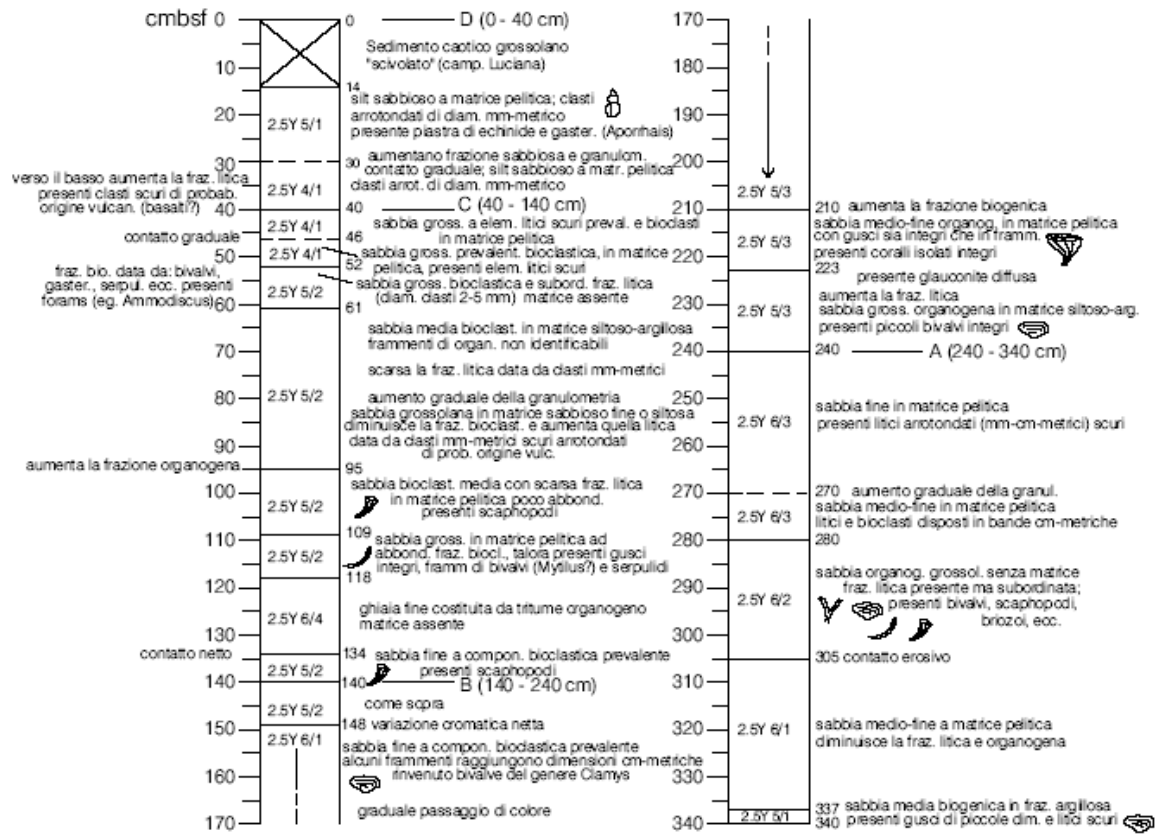 cmbsf 0
0 D (0 - 40 cm)
Sedimento caotico grossolano
"scivolato" (camp. Luciana)
10
14
silt sabbioso a matrice pelitica; clasti
arrotondati di diam. mm-metrico
presente piastra di echinide e gaster. (Aporrhais)
20
2.5Y 5/1
30
30 aumentano frazione sabbiosa e granulom.
contatto graduale; silt sabbioso a matr. pelitica
clasti arrot. di diam. mm-metrico
verso il basso aumenta la fraz. litica
presenti clasti scuri di probab.
origine vulcan. (basalti?)
2.5Y 4/1
40
40 C (40 - 140 cm)
2.5Y 4/1
sabbia gross. a elem. litici scuri preval. e bioclasti
in matrice pelitica
contatto graduale
46
50
2.5Y 4/1
sabbia gross. prevalent. bioclastica, in matrice
pelitica, presenti elem. litici scuri
52
fraz. bio. data da: bivalvi,
gaster., serpul. ecc. presenti
forams (eg. Ammodiscus)
2.5Y 5/2
sabbia gross. bioclastica e subord. fraz. litica
(diam. clasti 2-5 mm) matrice assente
60
61
sabbia media bioclast. in matrice siltoso-argillosa
frammenti di organ. non identificabili
70
scarsa la fraz. litica data da clasti mm-metrici
80
2.5Y 5/2
aumento graduale della granulometria
sabbia grossolana in matrice sabbioso fine o siltosa
diminuisce la fraz. bioclast. e aumenta quella litica
data da clasti mm-metrici scuri arrotondati
di prob. origine vulc.
90
aumenta la frazione organogena
95
sabbia bioclast. media con scarsa fraz. litica
in matrice pelitica poco abbond.
presenti scaphopodi
100
2.5Y 5/2
109
110
2.5Y 5/2
sabbia gross. in matrice pelitica ad
abbond. fraz. biocl., talora presenti gusci
integri, framm di bivalvi (Mytilus?) e serpulidi
118
120
2.5Y 6/4
ghiaia fine costituita da tritume organogeno
matrice assente
130
contatto netto
134 sabbia fine a compon. bioclastica prevalente
presenti scaphopodi
2.5Y 5/2
140
140 B (140 - 240 cm)
2.5Y 5/2
come sopra
148 variazione cromatica netta
150
2.5Y 6/1
sabbia fine a compon. bioclastica prevalente
alcuni frammenti raggiungono dimensioni cm-metriche
rinvenuto bivalve del genere Clamys
160
graduale passaggio di colore
170
170
180
190
200
2.5Y 5/3
210
210 aumenta la frazione biogenica
sabbia medio-fine organog. in matrice pelitica
con gusci sia integri che in framm.
presenti coralli isolati integri
2.5Y 5/3
220
223
presente glauconite diffusa
aumenta la fraz. litica
sabbia gross. organogena in matrice siltoso-arg.
presenti piccoli bivalvi integri
230
2.5Y 5/3
240
240 A (240 - 340 cm)
250
2.5Y 6/3
sabbia fine in matrice pelitica
presenti litici arrotondati (mm-cm-metrici) scuri
260
270
270 aumento graduale della granul.
sabbia medio-fine in matrice pelitica
litici e bioclasti disposti in bande cm-metriche
2.5Y 6/3
280
280
sabbia organog. grossol. senza matrice
fraz. litica presente ma subordinata;
presenti bivalvi, scaphopodi,
briozoi, ecc.
290
2.5Y 6/2
300
305 contatto erosivo
310
320
2.5Y 6/1
sabbia medio-fine a matrice pelitica
diminuisce la fraz. litica e organogena
330
337 sabbia media biogenica in fraz. argillosa
340
2.5Y 5/1
340 presenti gusci di piccole dim. e litici scuri